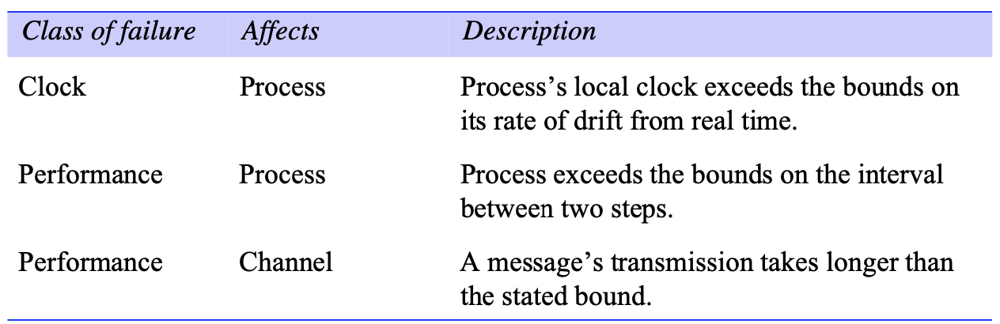 Class of failure Affects Description
Clock Process Process’s local clock exceeds the bounds on
its rate of drift from real time.
Performance Process Process exceeds the bounds on the interval
between two steps.
Performance Channel A message’s transmission takes longer than
the stated bound.